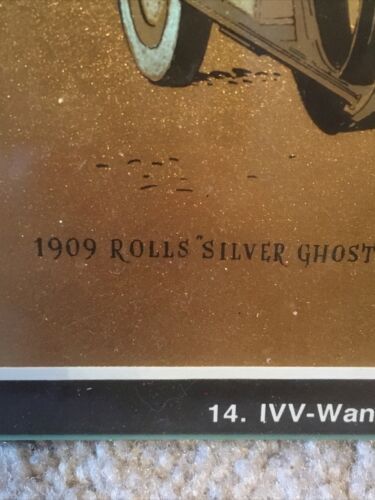 1909 ROLLS "SILVER GHOST
14. IVV-Wan